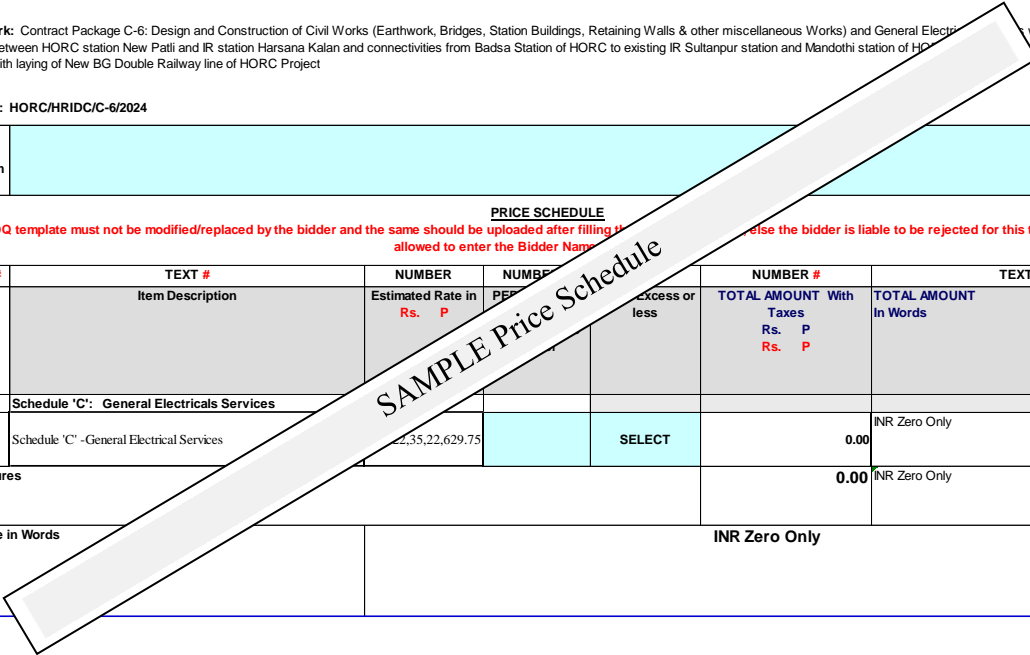 rk: Contract Package C-6: Design and Construction of Civil Works (Earthwork, Bridges, Station Buildings, Retaining Walls & other miscellaneous Works) and General Electri
etween HORC station New Patli and IR station Harsana Kalan and connectivities from Badsa Station of HORC to existing IR Sultanpur station and Mandothi station of HO
ith laying of New BG Double Railway line of HORC Project
: HORC/HRIDC/C-6/2024
n
PRICE SCHEDULE
Q template must not be modified/replaced by the bidder and the same should be uploaded after filling th , else the bidder is liable to be rejected for this t
allowed to enter the Bidder Name
# TEXT # NUMBER NUMBE NUMBER # TEXT
Item Description
Estimated Rate in
Rs. P
PE
Excess or
less
TOTAL AMOUNT With
Taxes
Rs. P
Rs. P
TOTAL AMOUNT
In Words
SAMPLE Price Schedule
Schedule 'C': General Electricals Services
Schedule 'C' -General Electrical Services 22,35,22,629.75 SELECT 0.00 INR Zero Only
ures 0.00 INR Zero Only
e in Words INR Zero Only